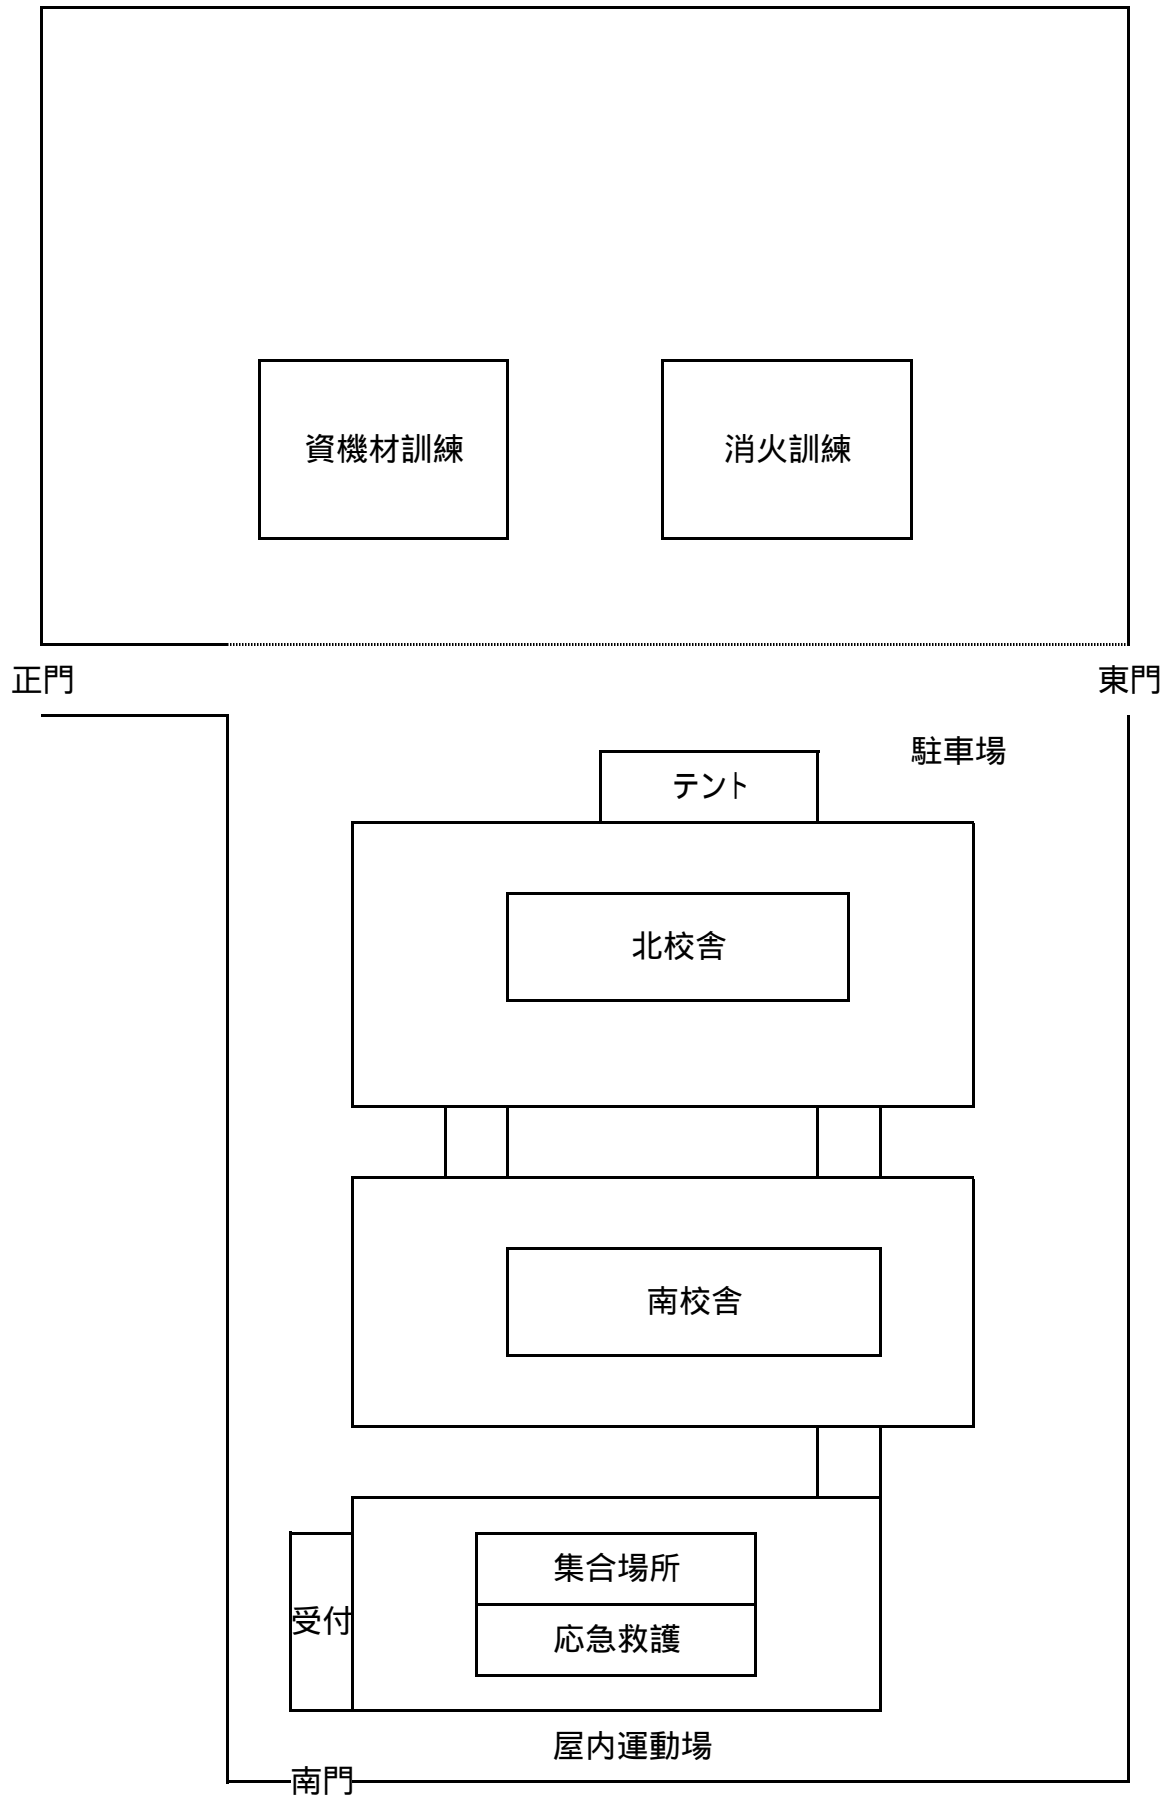 資機材訓練
消火訓練
正門
東門
駐車場
テント
北校舎
南校舎
集合場所
受付
応急救護
屋内運動場
南門